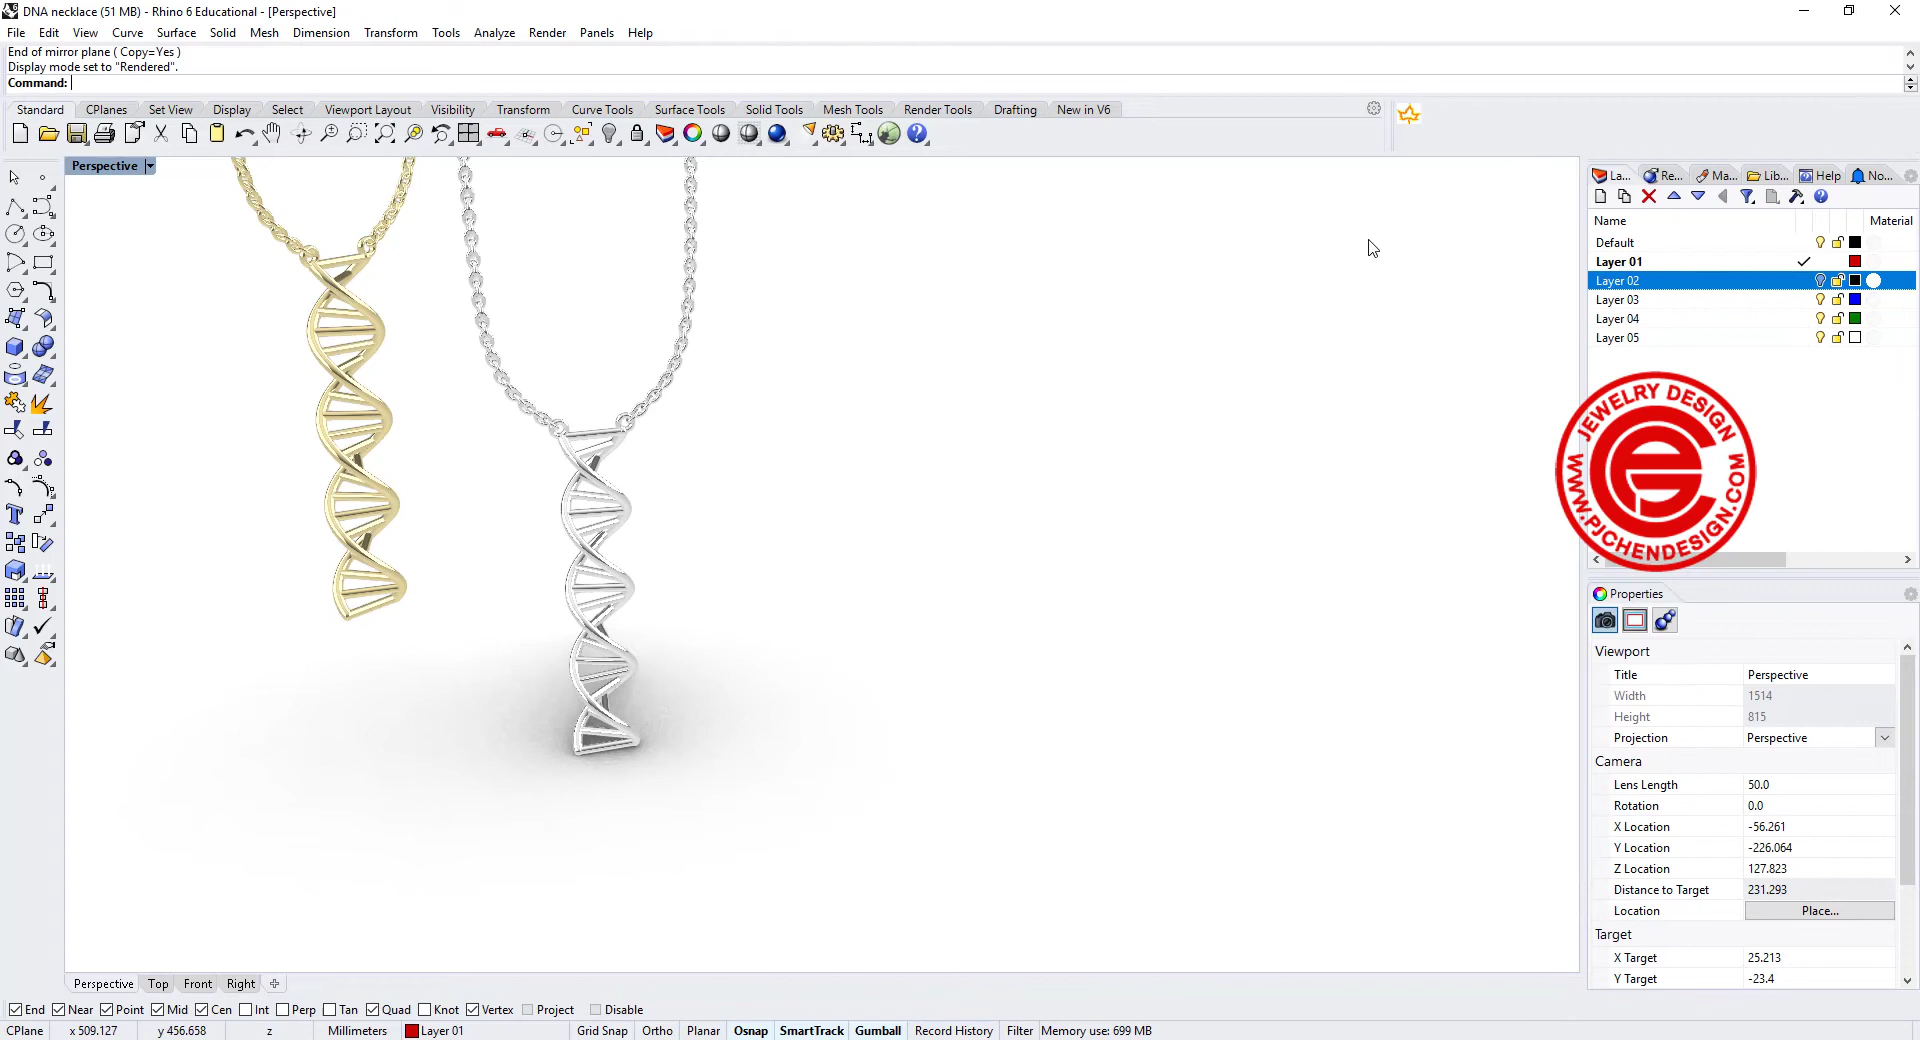 DNA necklace (51 MB) - Rhino 6 Educational - [Perspective]
File Edit View Curve Surface Solid Mesh Dimension Transform Tools Analyze Render Panels Help
End of mirror plane ( Copy=Yes )
Display mode set to "Rendered".
Command:
Standard CPlanes Set View Display Select Viewport Layout Visibility Transform Curve Tools Surface Tools Solid Tools Mesh Tools Render Tools Drafting New in V6
Perspective
La... Re... Ma... Lib... Help No...
Name Material
Default
Layer 01
Layer 02
Layer 03
Layer 04
Layer 05
JEWELRY DESIGN
WWW.PJCHENDESIGN.COM
Properties
Viewport
Title Perspective
Width 1514
Height 815
Projection Perspective
Camera
Lens Length 50.0
Rotation 0.0
X Location -56.261
Y Location -226.064
Z Location 127.823
Distance to Target 231.293
Location Place...
Target
X Target 25.213
Y Target -23.4
Perspective Top Front Right
End Near Point Mid Cen Int Perp Tan Quad Knot Vertex Project Disable
CPlane x 509.127 y 456.658 z Millimeters Layer 01 Grid Snap Ortho Planar Osnap SmartTrack Gumball Record History Filter Memory use: 699 MB